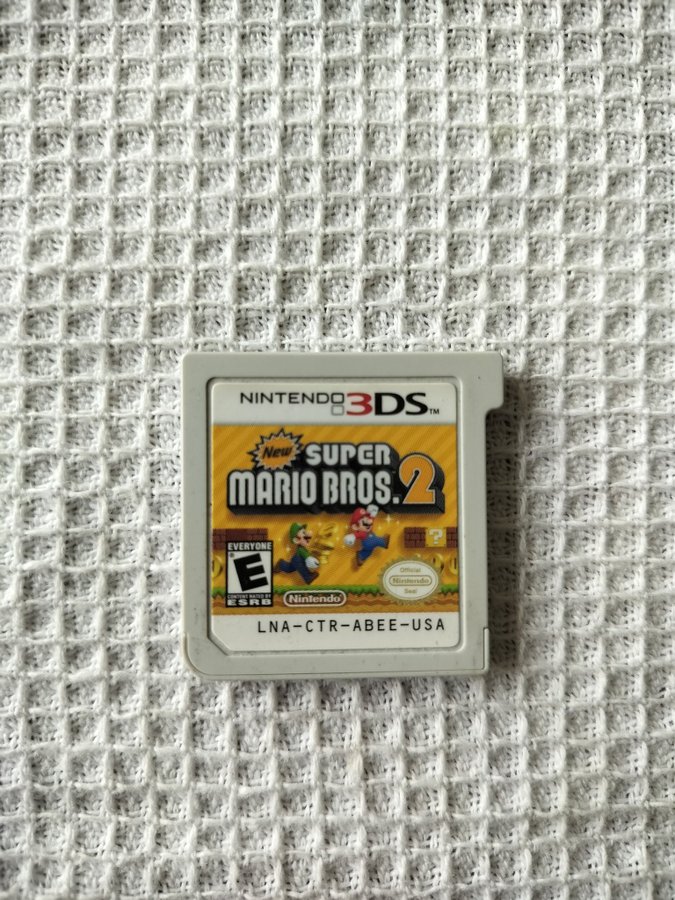 NINTENDO 3DS™
New SUPER
MARIO BROS. 2
EVERYONE
E
CONTENT RATED BY
ESRB
Nintendo
Official
Nintendo
Seal
?
LNA-CTR-ABEE-USA